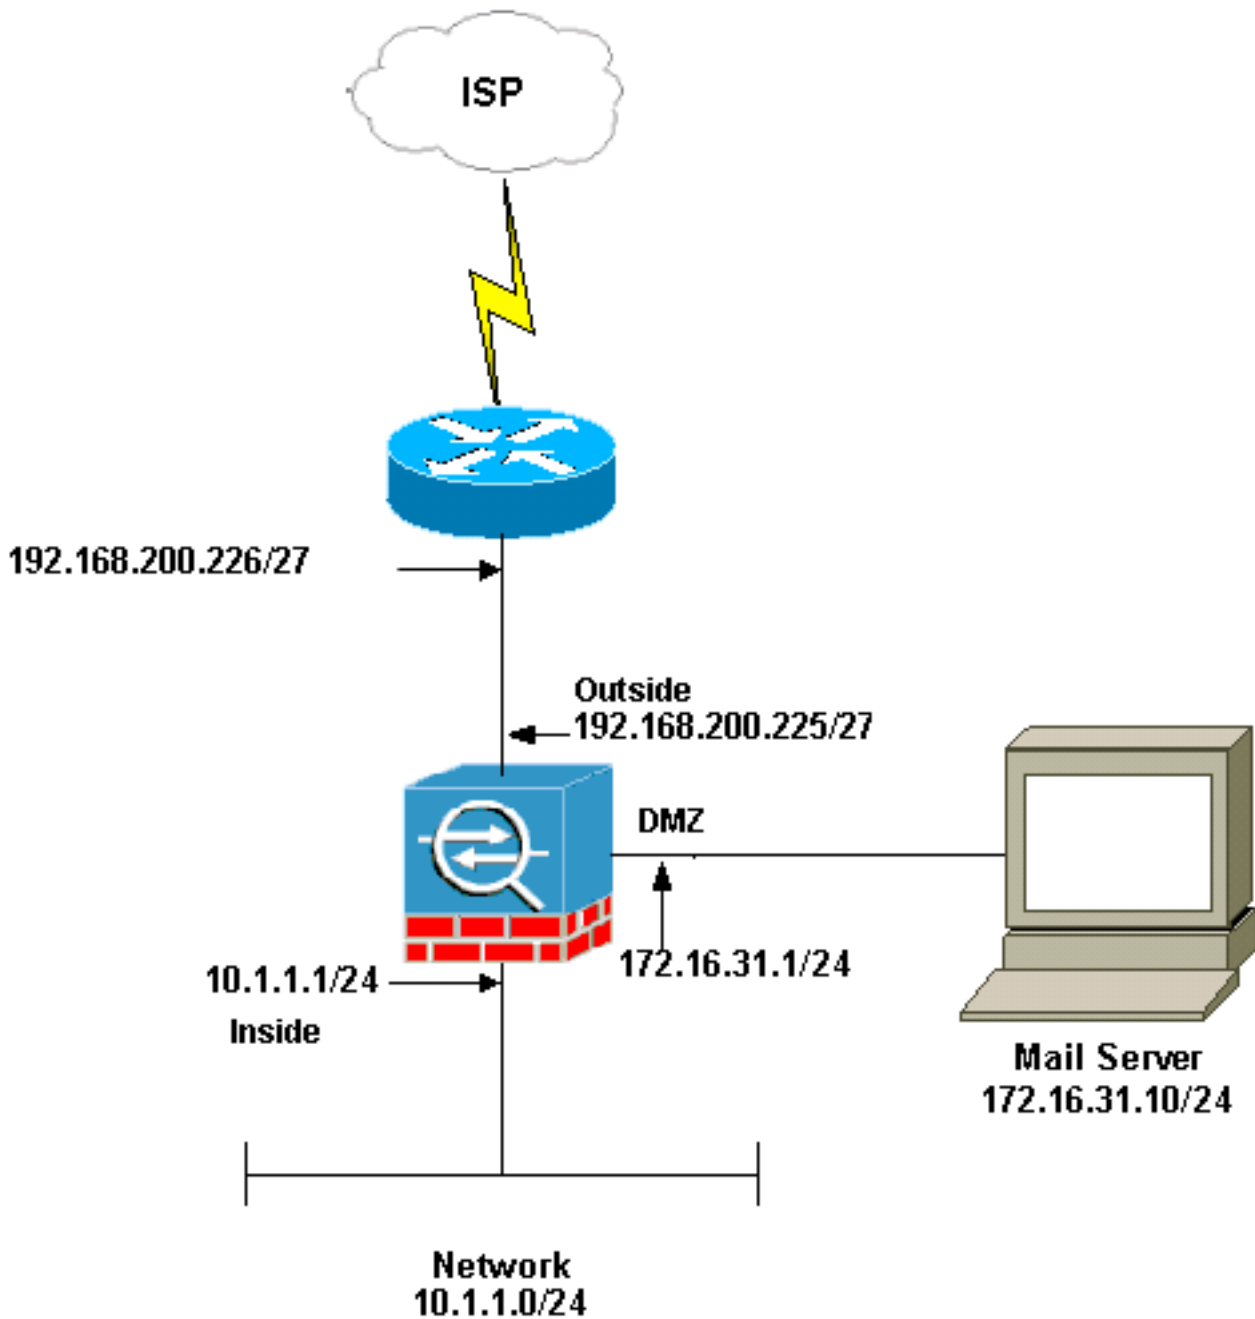 ISP
192.168.200.226/27
Outside
192.168.200.225/27
DMZ
172.16.31.1/24
10.1.1.1/24
Inside
Mail Server
172.16.31.10/24
Network
10.1.1.0/24